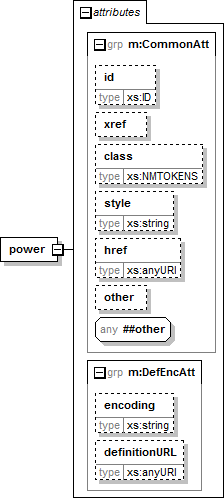 attributes
grp m:CommonAtt
id
type xs:ID
xref
class
type xs:NMTOKENS
style
type xs:string
power
href
type xs:anyURI
other
any ##other
grp m:DefEncAtt
encoding
type xs:string
definitionURL
type xs:anyURI